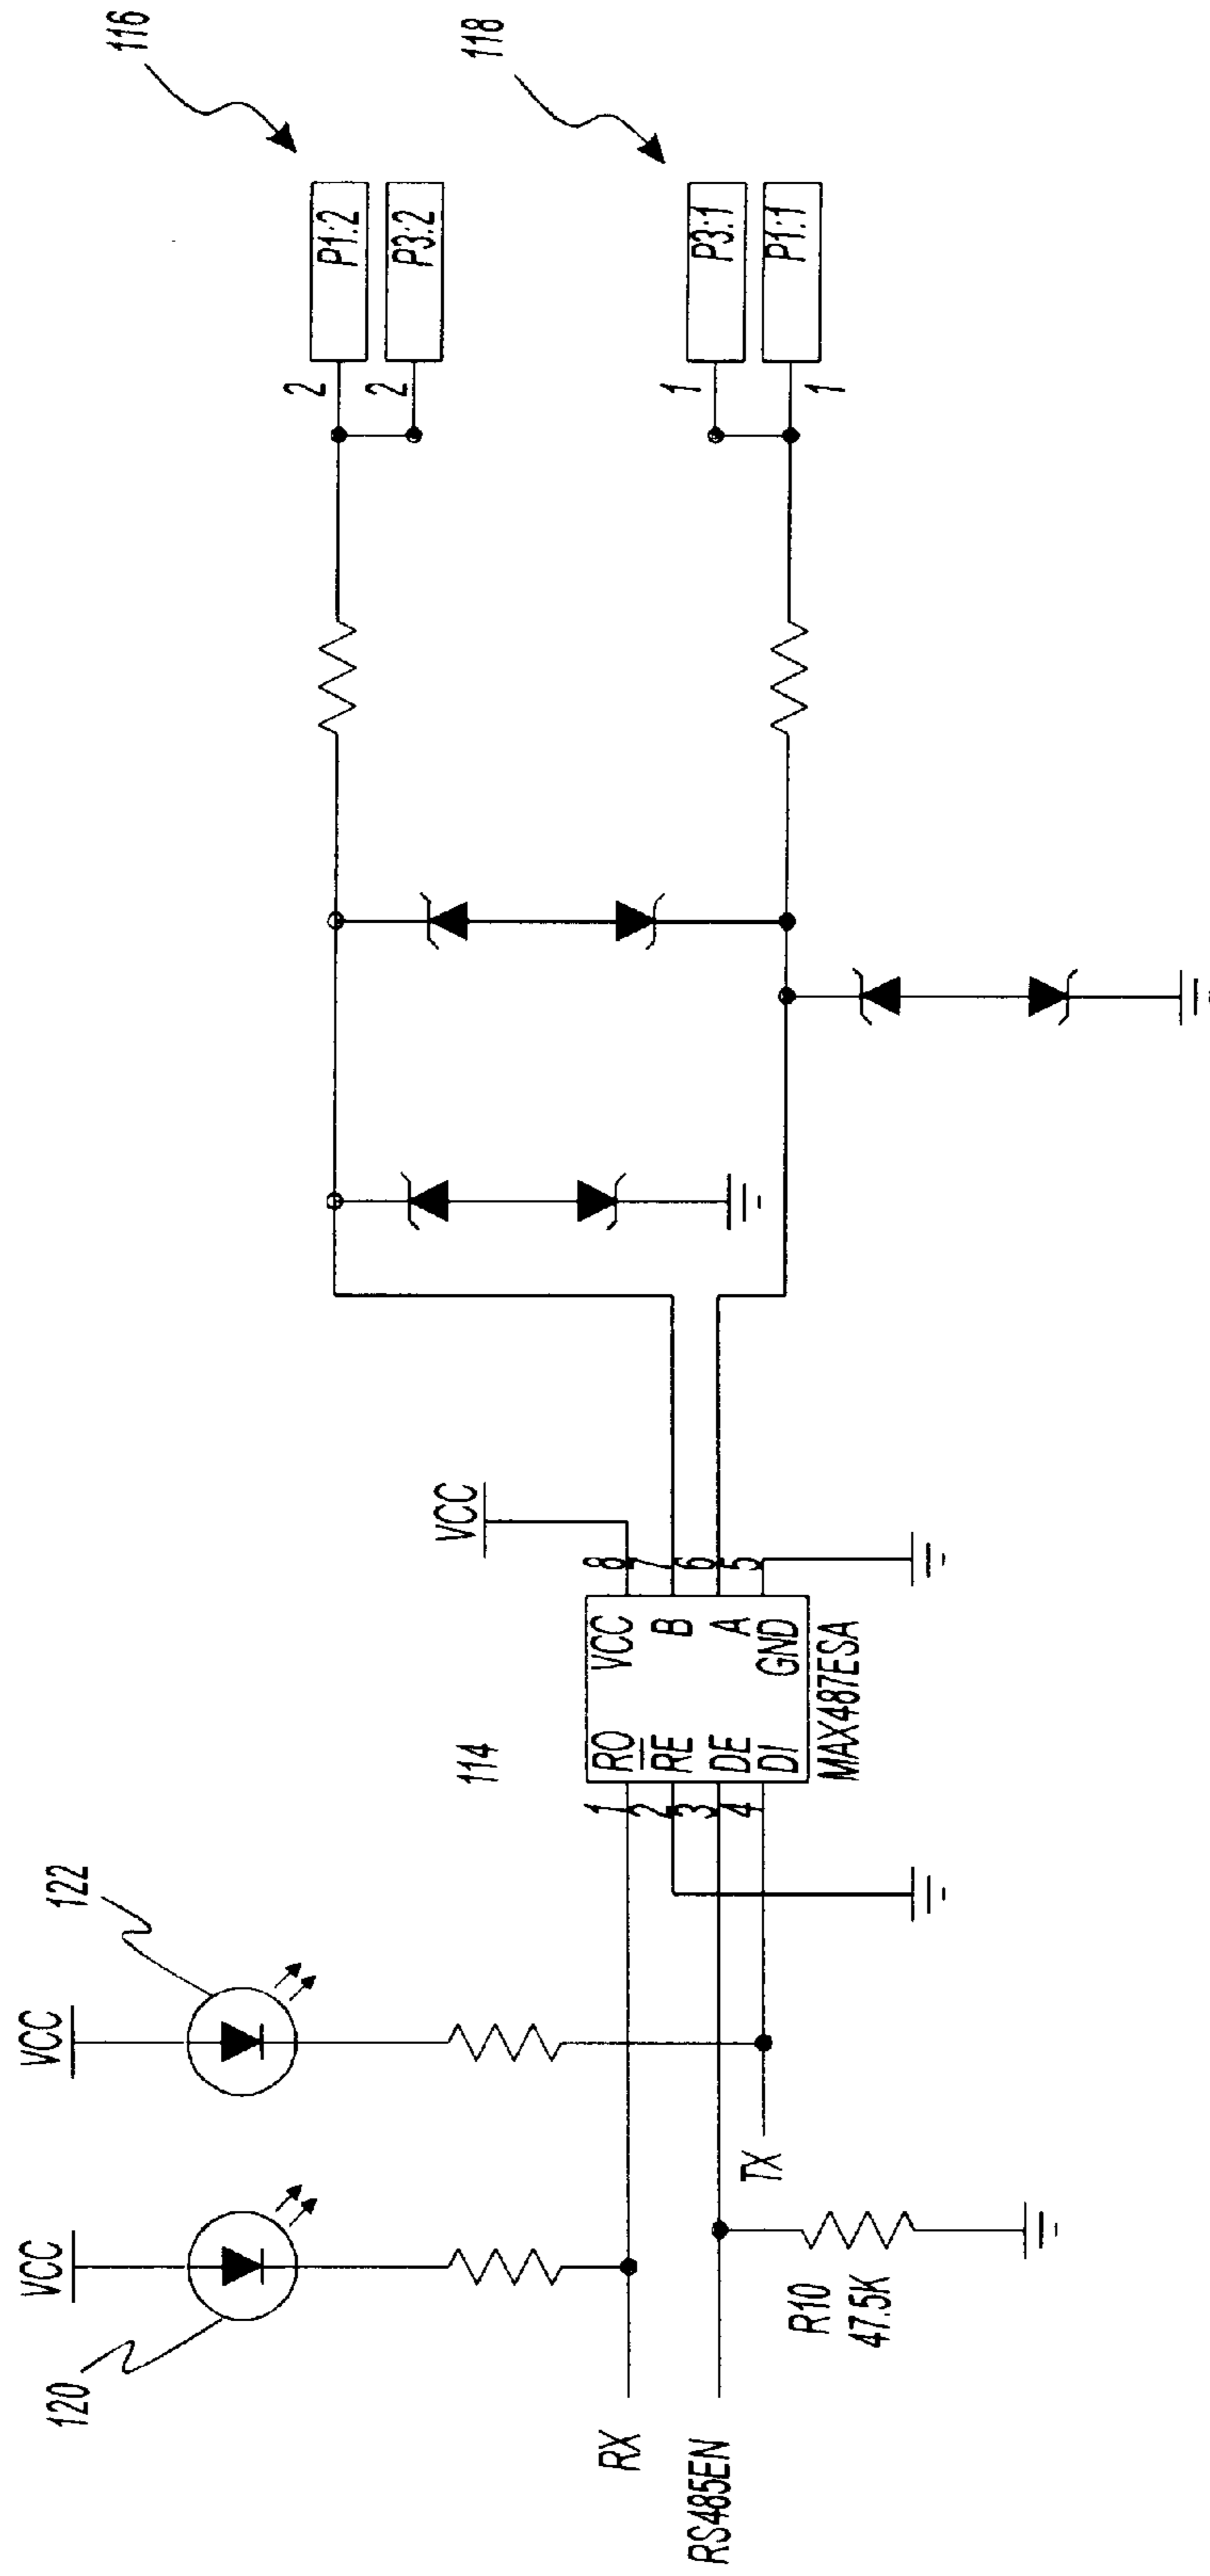 116
118
P1:2
P3:2
2
2
P3:1
P1:1
1
1
VCC
VCC
VCC
120
122
114
RX
RS485EN
TX
R10
47.5K
1
2
3
4
RO
RE
DE
DI
VCC
B
A
GND
8
7
6
5
MAX487ESA